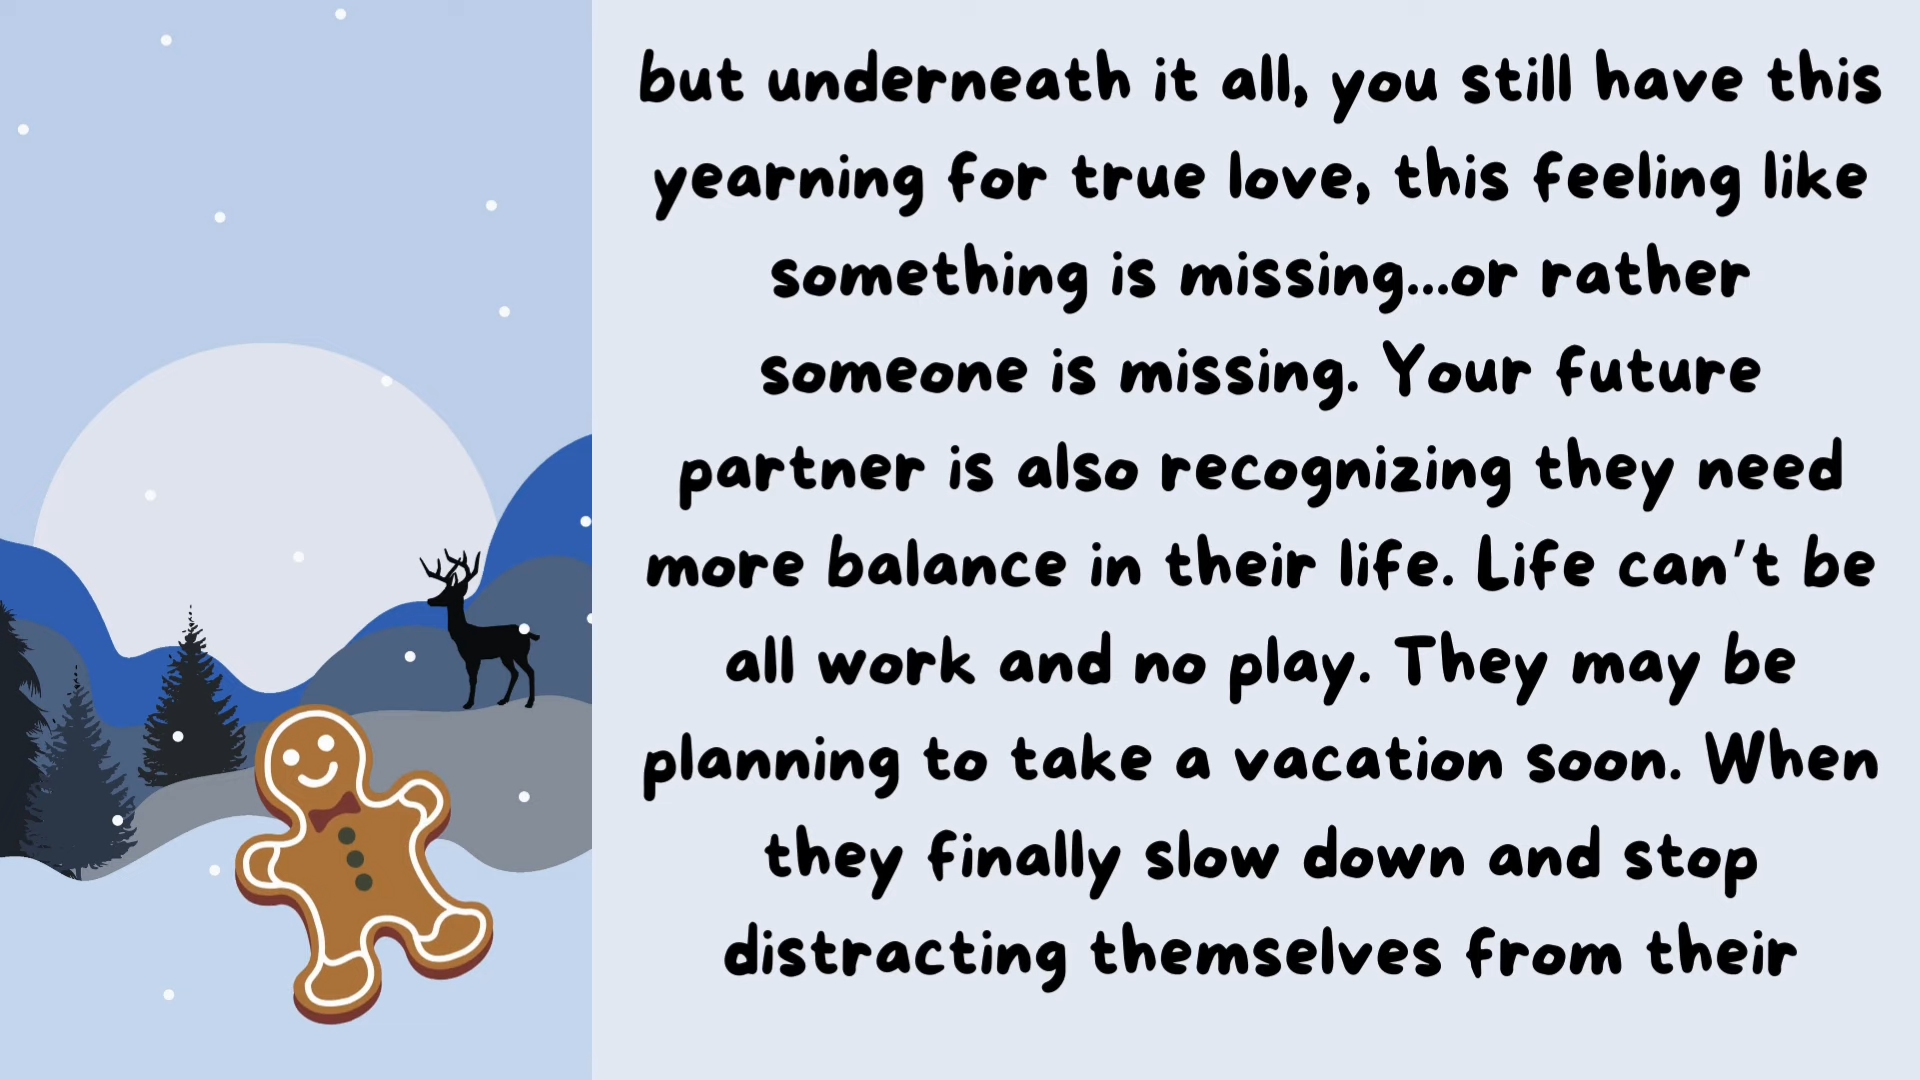 but underneath it all, you still have this
yearning for true love, this feeling like
something is missing...or rather
someone is missing. Your future
partner is also recognizing they need
more balance in their life. Life can't be
all work and no play. They may be
planning to take a vacation soon. When
they finally slow down and stop
distracting themselves from their